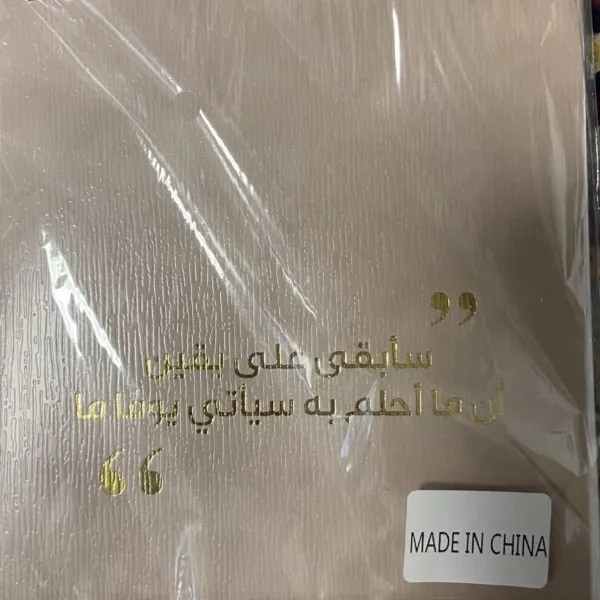 ”
سأبقى على يقين
أن ما أحلم به سيأتي يوما ما
“
MADE IN CHINA